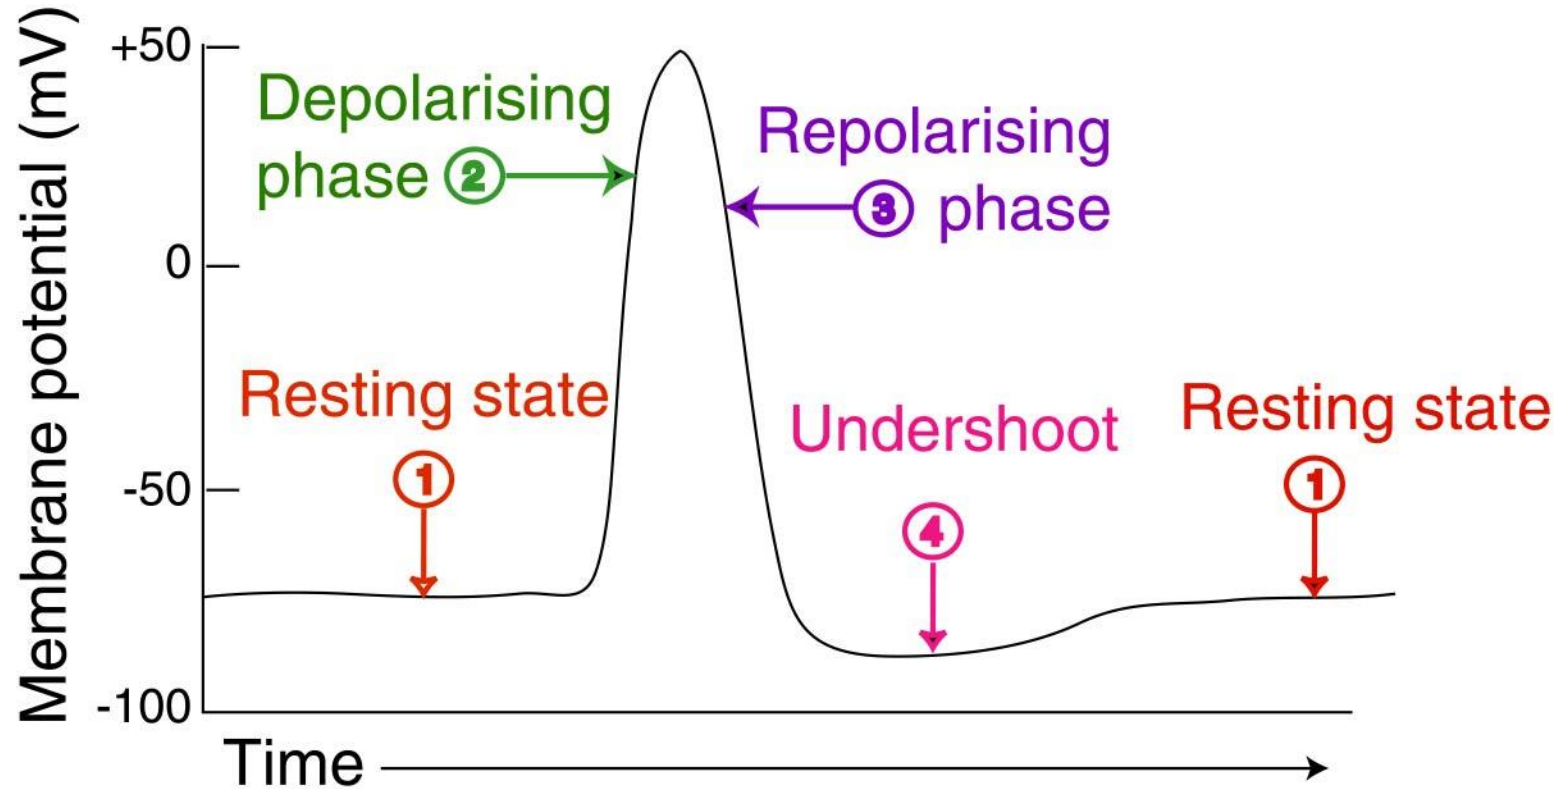 Membrane potential (mV)
+50
0
-50
-100
Depolarising
phase 2
Repolarising
3 phase
Resting state
1
Undershoot
4
Resting state
1
Time